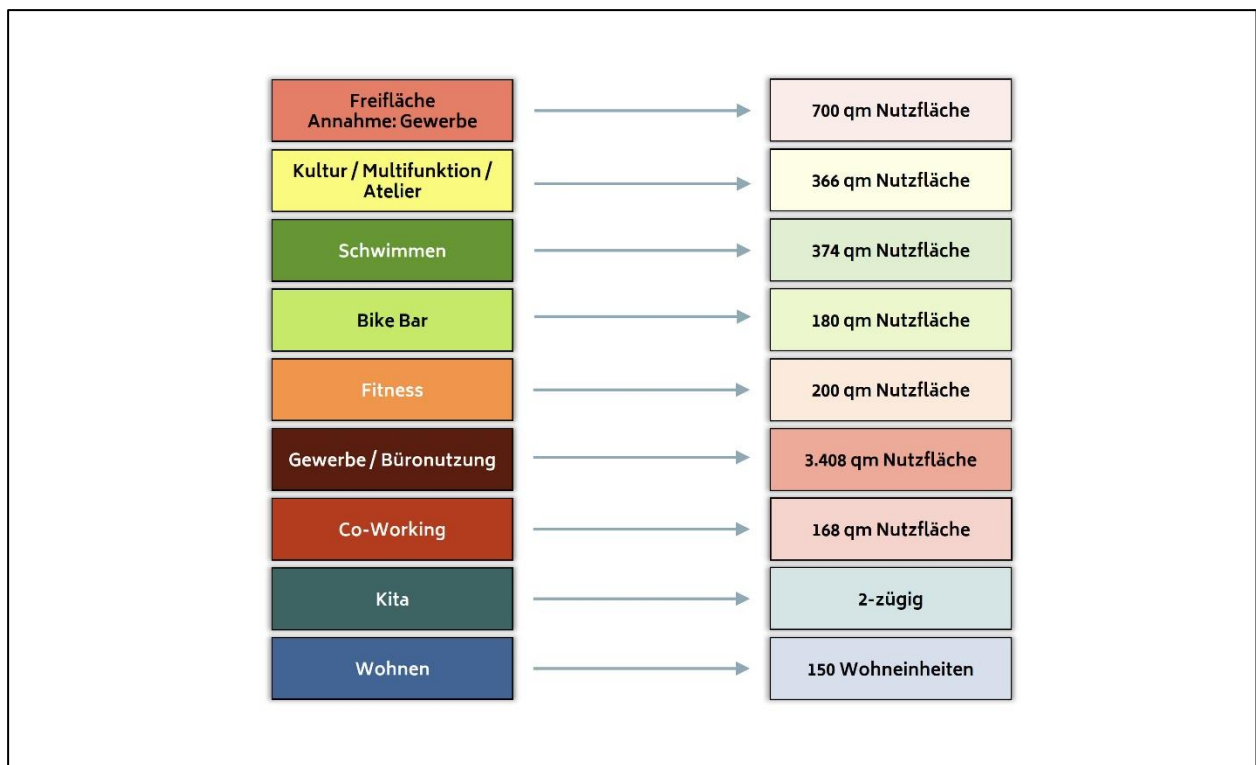 Freifläche
Annahme: Gewerbe
700 qm Nutzfläche
Kultur / Multifunktion /
Atelier
366 qm Nutzfläche
Schwimmen
374 qm Nutzfläche
Bike Bar
180 qm Nutzfläche
Fitness
200 qm Nutzfläche
Gewerbe / Büronutzung
3.408 qm Nutzfläche
Co-Working
168 qm Nutzfläche
Kita
2-zügig
Wohnen
150 Wohneinheiten